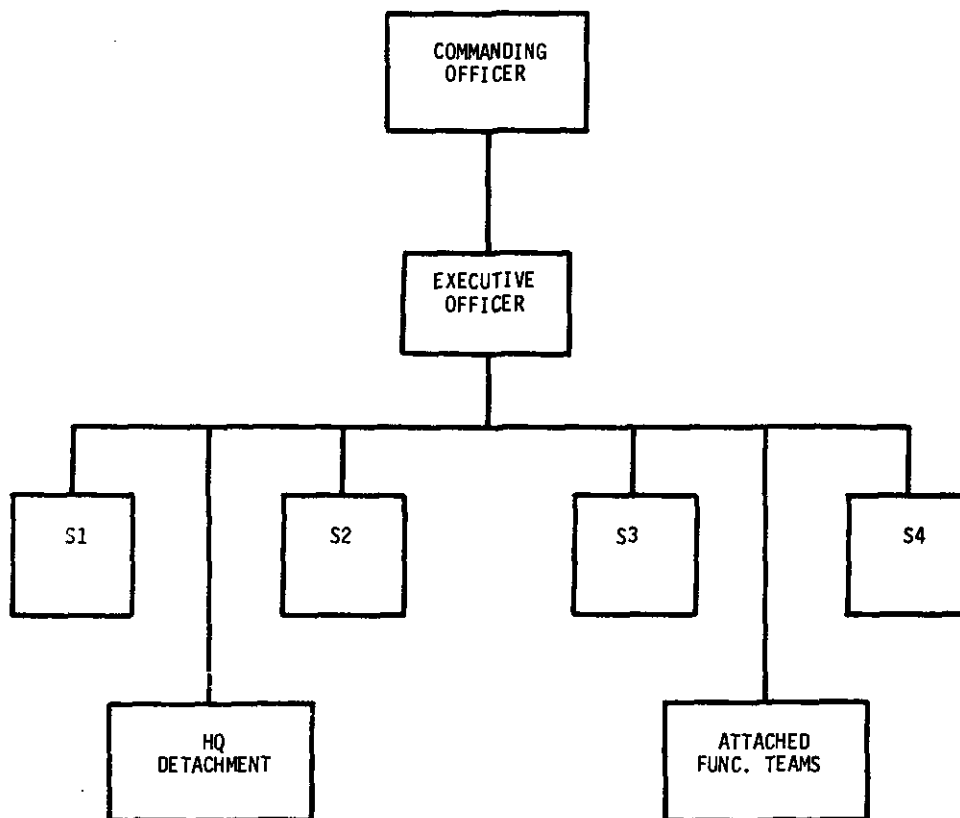 COMMANDING
OFFICER
EXECUTIVE
OFFICER
S1
S2
S3
S4
HQ
DETACHMENT
ATTACHED
FUNC. TEAMS